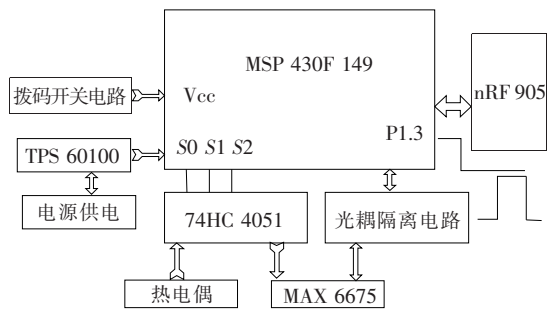 MSP 430F 149
拨码开关电路
Vcc
nRF 905
P1.3
TPS 60100
S0 S1 S2
电源供电
74HC 4051
光耦隔离电路
热电偶
MAX 6675